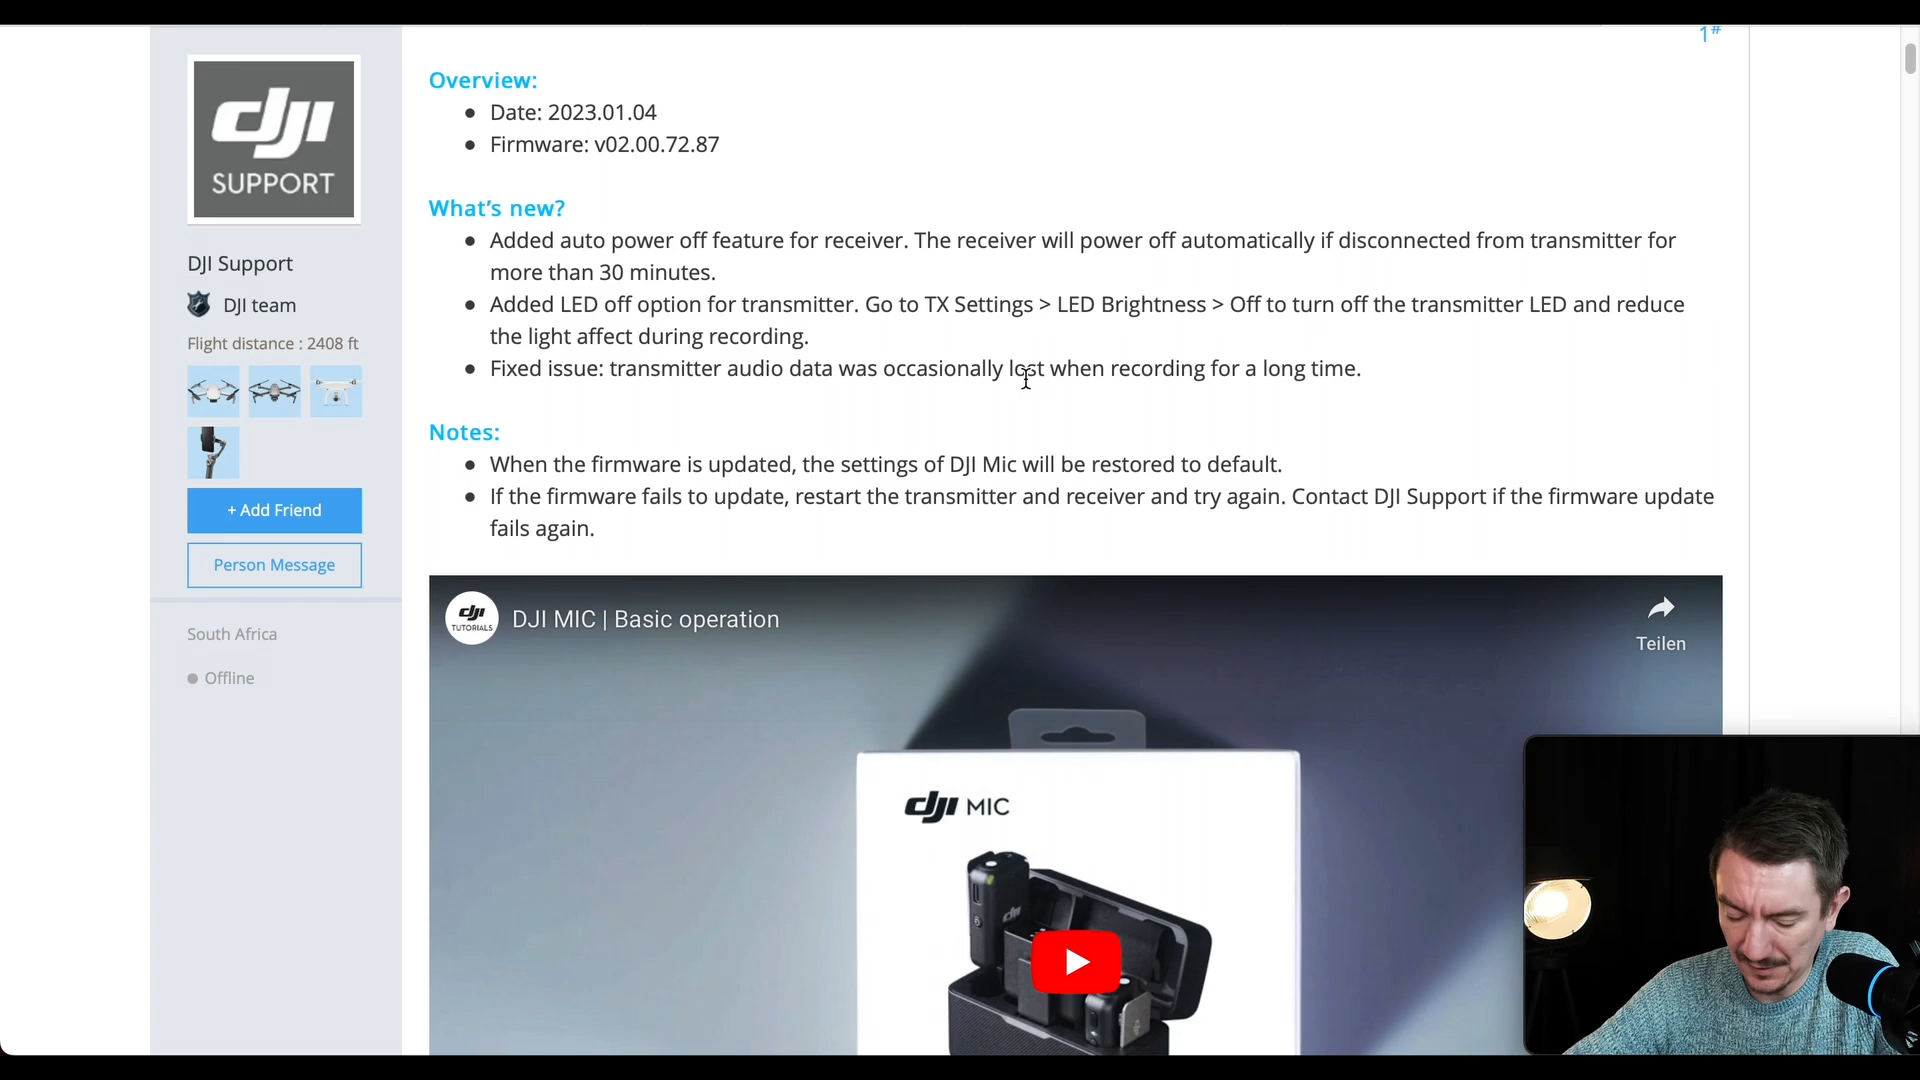 1#
dji
SUPPORT
DJI Support
DJI team
Flight distance : 2408 ft
+ Add Friend
Person Message
South Africa
Offline
Overview:
Date: 2023.01.04
Firmware: v02.00.72.87
What's new?
Added auto power off feature for receiver. The receiver will power off automatically if disconnected from transmitter for
more than 30 minutes.
Added LED off option for transmitter. Go to TX Settings > LED Brightness > Off to turn off the transmitter LED and reduce
the light affect during recording.
Fixed issue: transmitter audio data was occasionally lost when recording for a long time.
Notes:
When the firmware is updated, the settings of DJI Mic will be restored to default.
If the firmware fails to update, restart the transmitter and receiver and try again. Contact DJI Support if the firmware update
fails again.
dji
TUTORIALS
DJI MIC | Basic operation
Teilen
dji MIC
dji